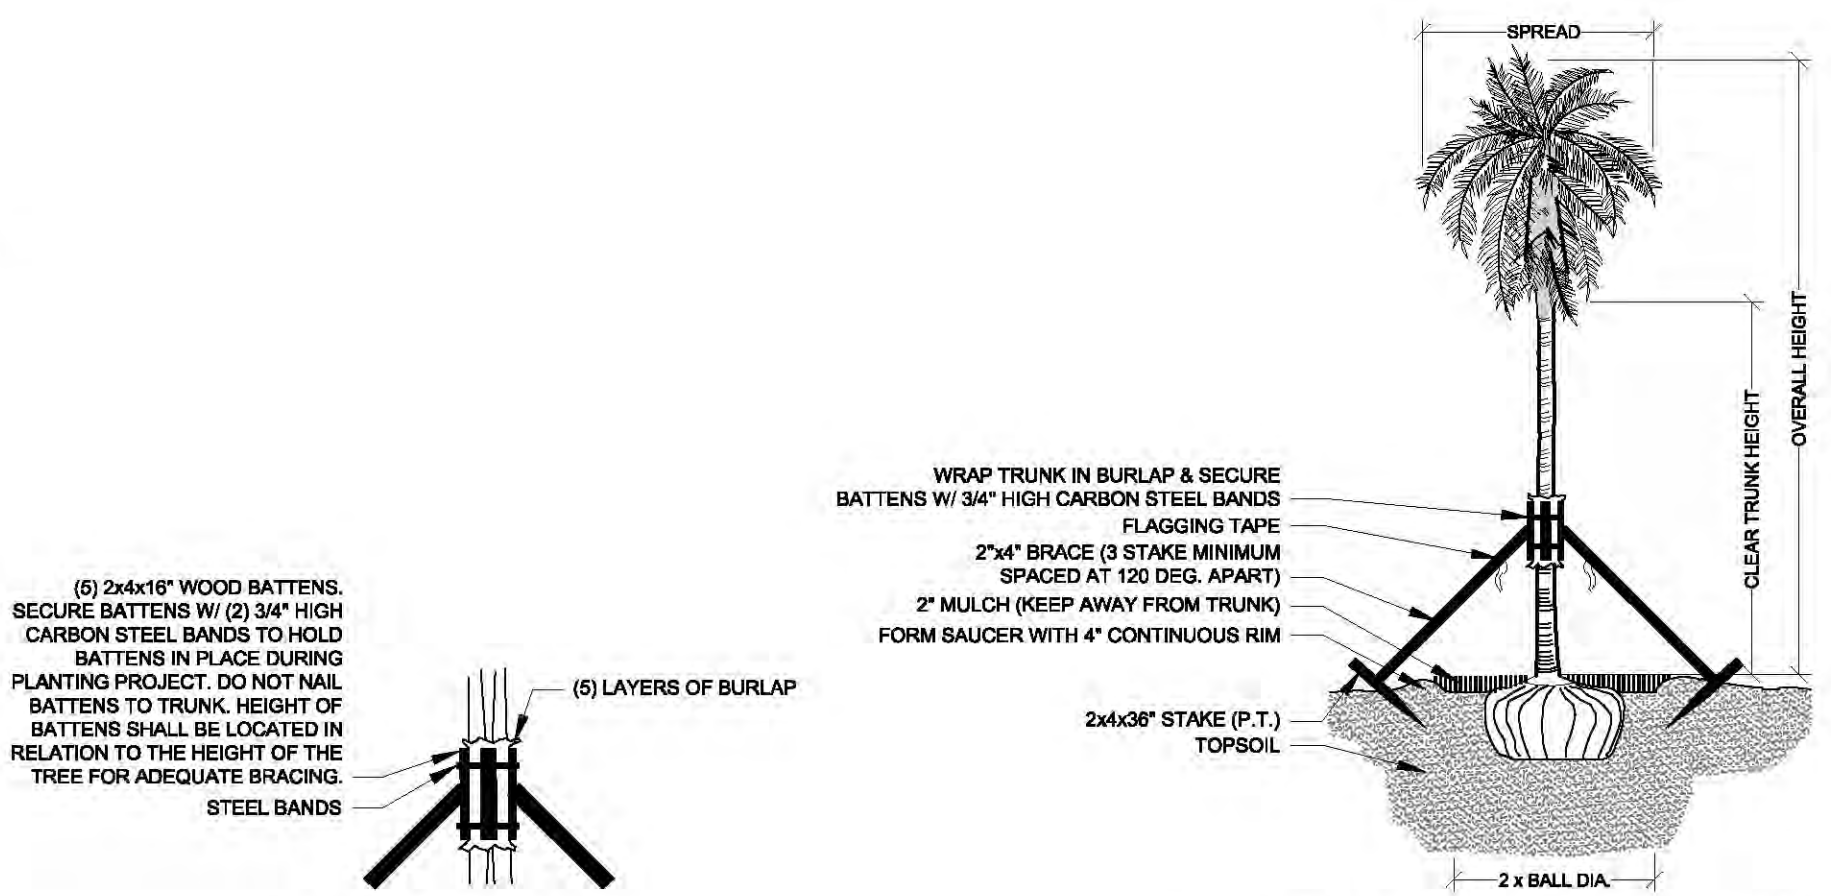 (5) 2x4x16" WOOD BATTENS.
SECURE BATTENS W/ (2) 3/4" HIGH
CARBON STEEL BANDS TO HOLD
BATTENS IN PLACE DURING
PLANTING PROJECT. DO NOT NAIL
BATTENS TO TRUNK. HEIGHT OF
BATTENS SHALL BE LOCATED IN
RELATION TO THE HEIGHT OF THE
TREE FOR ADEQUATE BRACING.
STEEL BANDS
(5) LAYERS OF BURLAP
SPREAD
WRAP TRUNK IN BURLAP & SECURE
BATTENS W/ 3/4" HIGH CARBON STEEL BANDS
FLAGGING TAPE
2"x4" BRACE (3 STAKE MINIMUM
SPACED AT 120 DEG. APART)
2" MULCH (KEEP AWAY FROM TRUNK)
FORM SAUCER WITH 4" CONTINUOUS RIM
2x4x36" STAKE (P.T.)
TOPSOIL
CLEAR TRUNK HEIGHT
OVERALL HEIGHT
2 x BALL DIA.